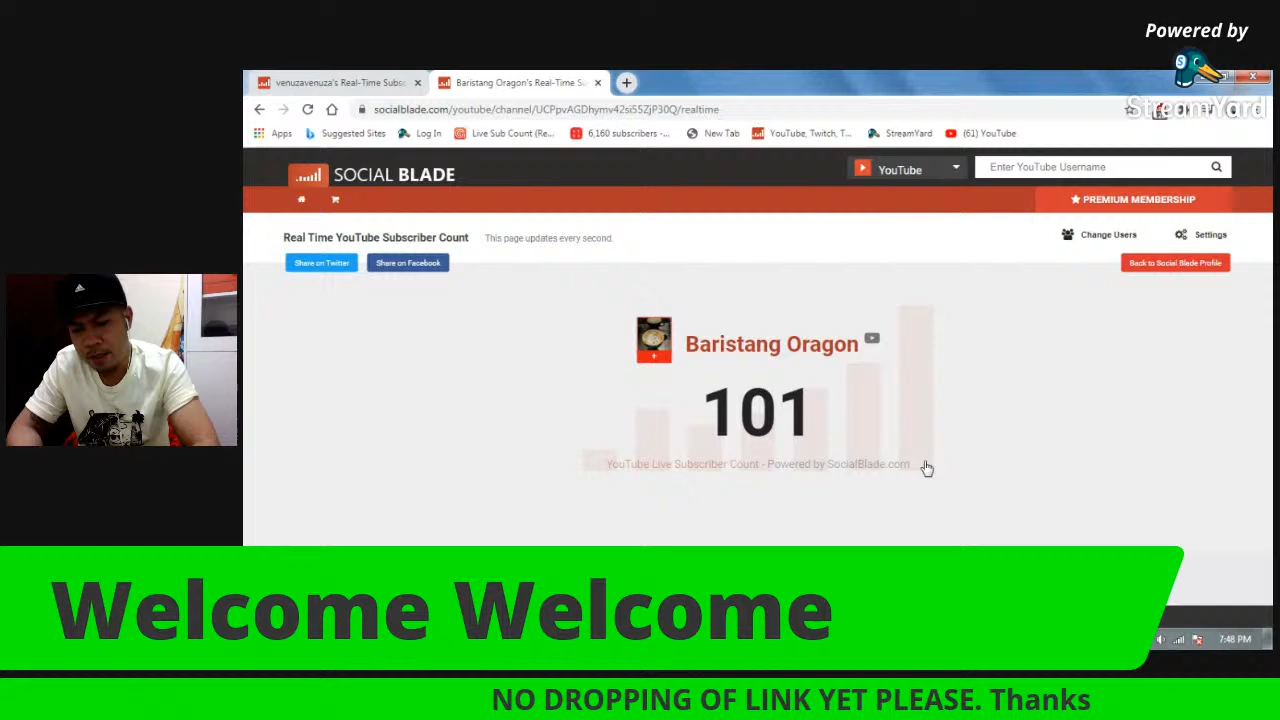 Powered by
StreamYard
venuzavenuza's Real-Time Subsc
Baristang Oragon's Real-Time Su
socialblade.com/youtube/channel/UCPpvAGDhymv42si55ZjP30Q/realtime
Apps
Suggested Sites
Log In
Live Sub Count (Re...
6,160 subscribers -...
New Tab
YouTube, Twitch, T...
StreamYard
(61) YouTube
SOCIAL BLADE
YouTube
Enter YouTube Username
PREMIUM MEMBERSHIP
Real Time YouTube Subscriber Count
This page updates every second.
Change Users
Settings
Share on Twitter
Share on Facebook
Back to Social Blade Profile
Baristang Oragon
101
YouTube Live Subscriber Count - Powered by SocialBlade.com
Welcome Welcome
7:48 PM
NO DROPPING OF LINK YET PLEASE. Thanks